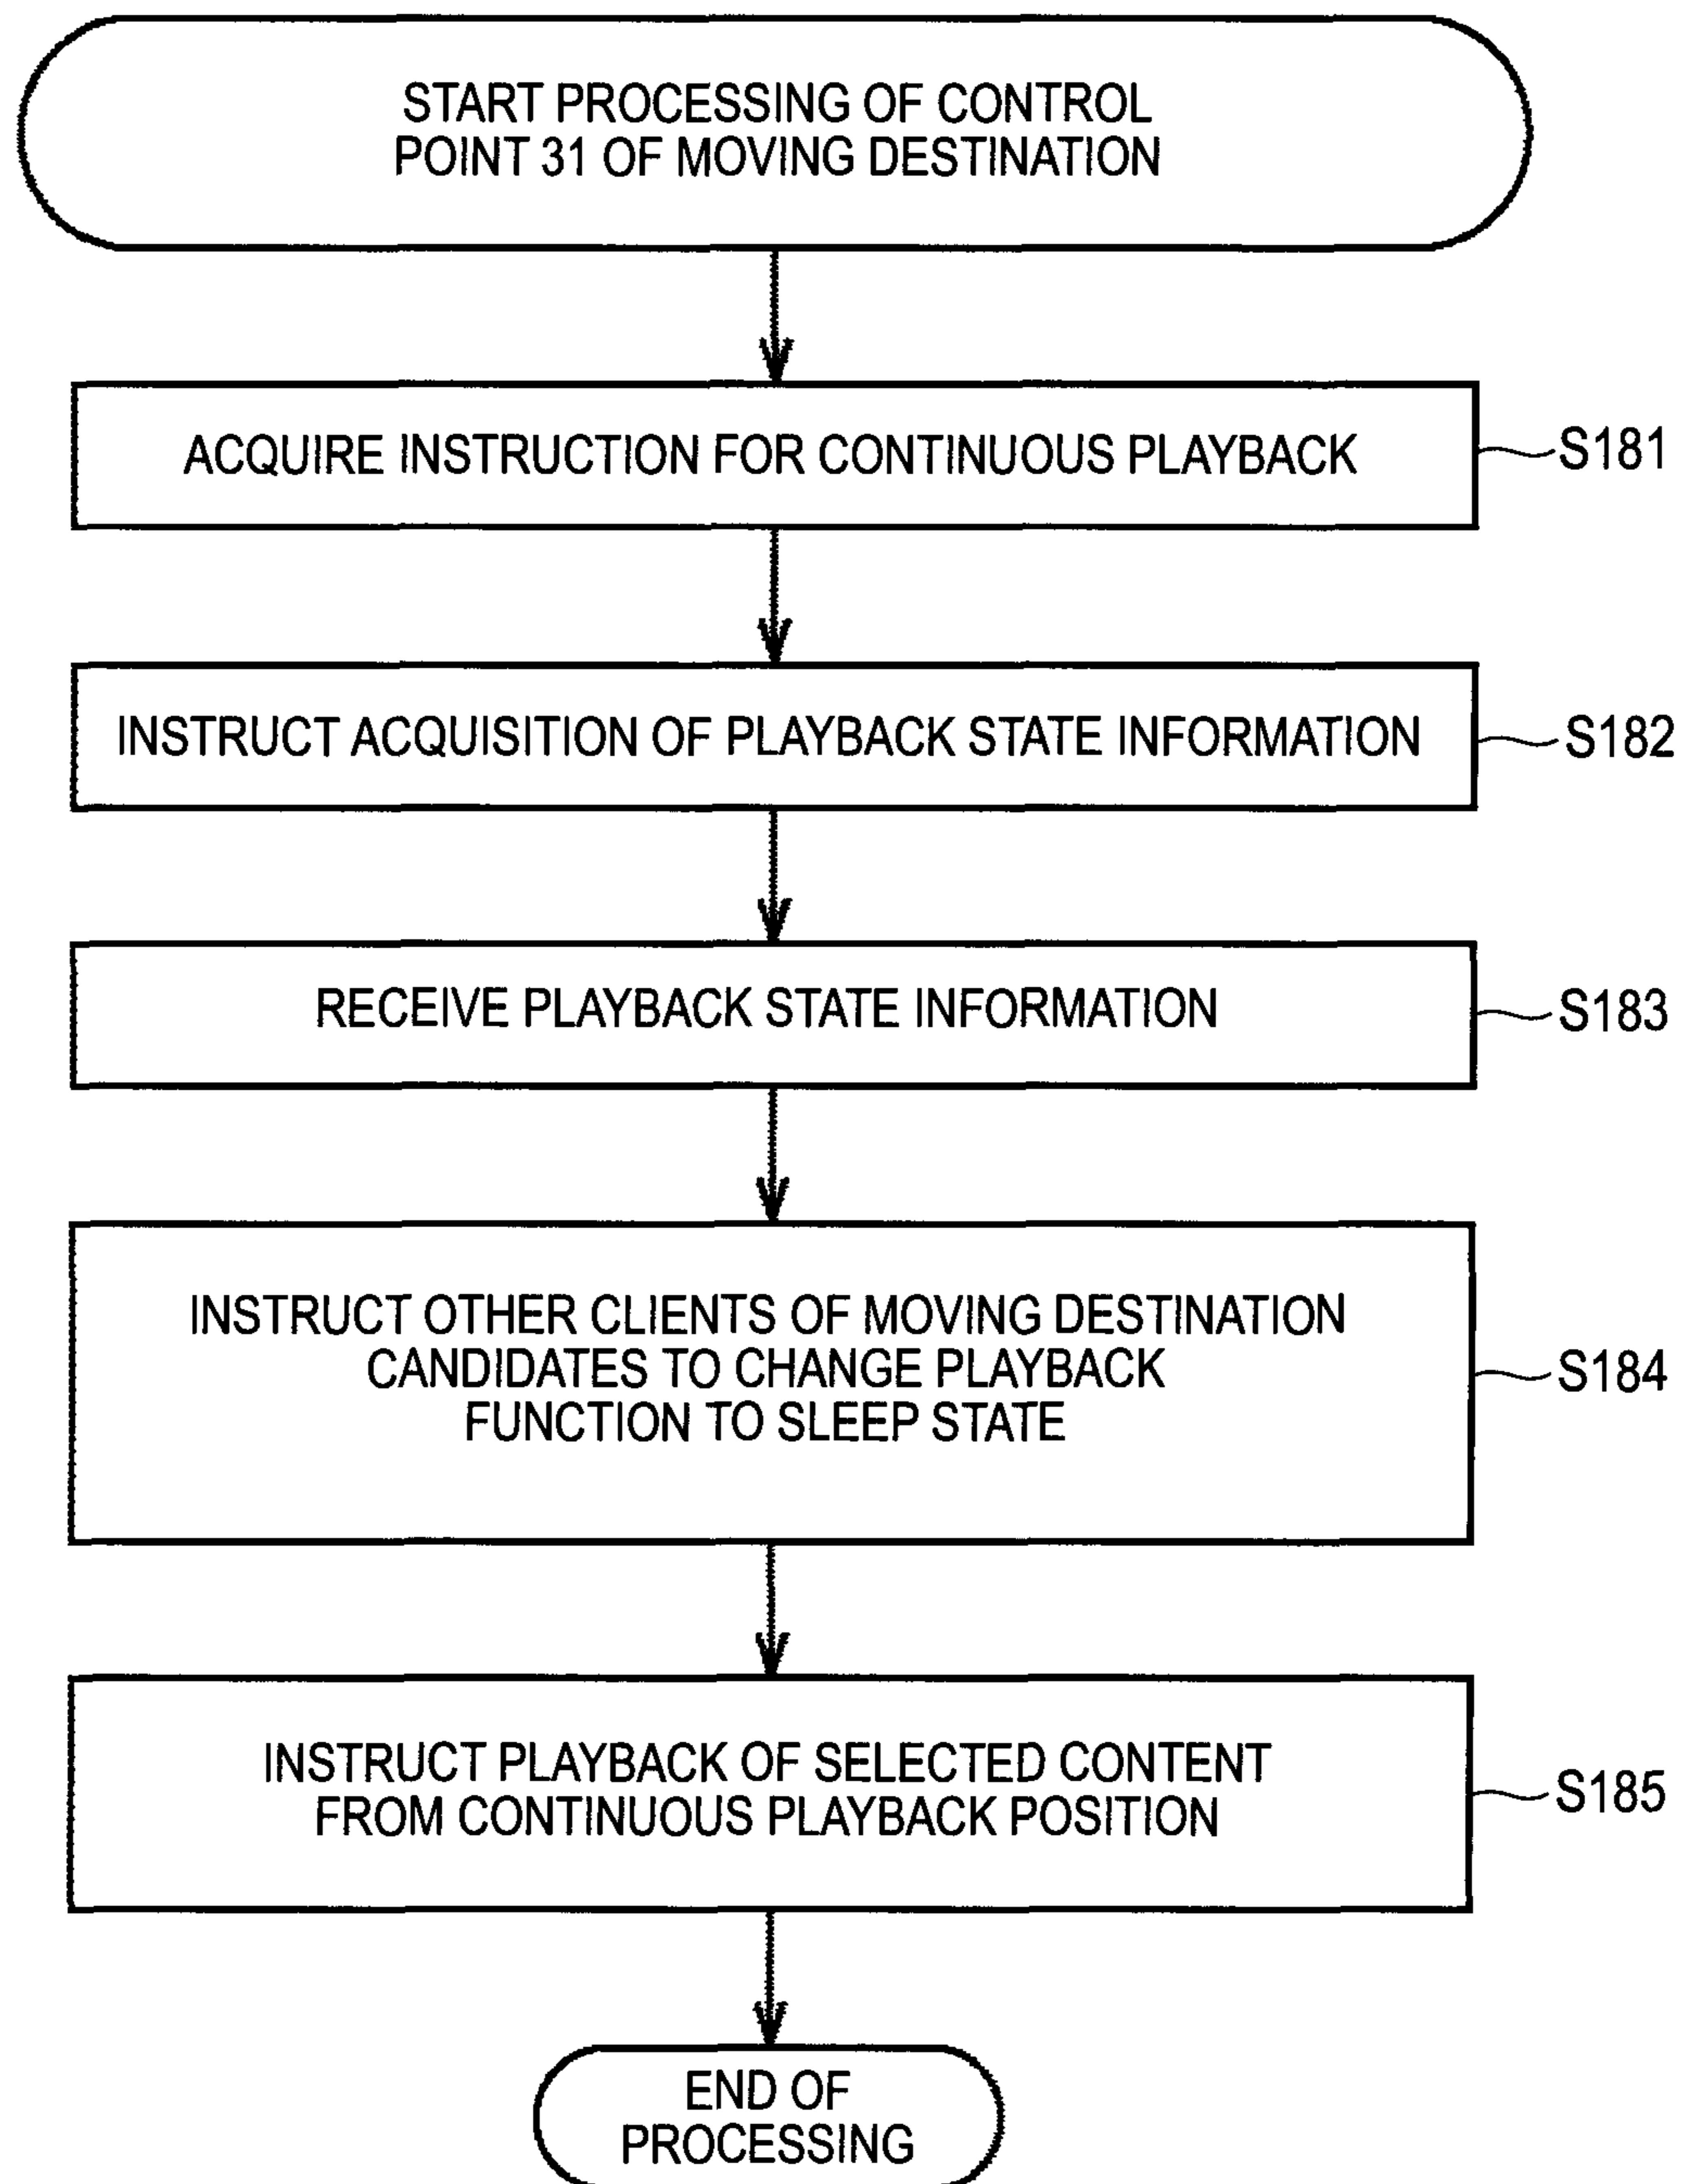 START PROCESSING OF CONTROL
POINT 31 OF MOVING DESTINATION
ACQUIRE INSTRUCTION FOR CONTINUOUS PLAYBACK
S181
INSTRUCT ACQUISITION OF PLAYBACK STATE INFORMATION
S182
RECEIVE PLAYBACK STATE INFORMATION
S183
INSTRUCT OTHER CLIENTS OF MOVING DESTINATION
CANDIDATES TO CHANGE PLAYBACK
FUNCTION TO SLEEP STATE
S184
INSTRUCT PLAYBACK OF SELECTED CONTENT
FROM CONTINUOUS PLAYBACK POSITION
S185
END OF
PROCESSING